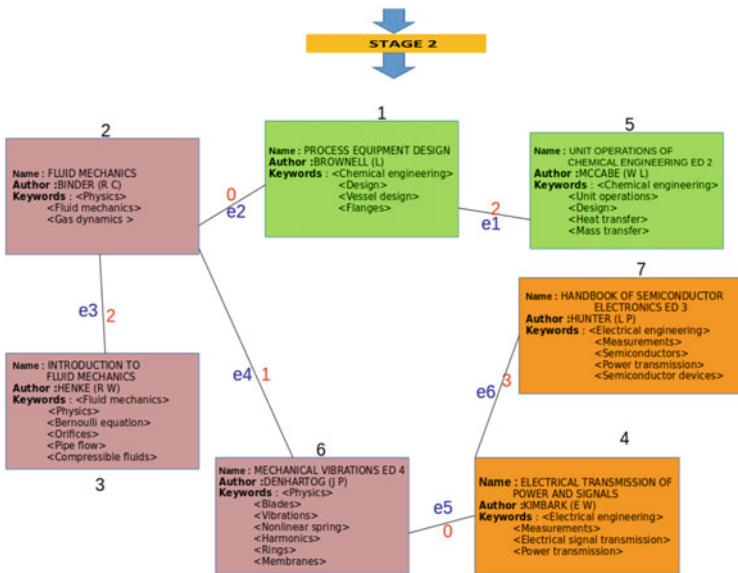 STAGE 2
1
2
5
Name : PROCESS EQUIPMENT DESIGN
Author :BROWNELL (L)
Keywords : <Chemical engineering>
<Design>
<Vessel design>
<Flanges>
Name : FLUID MECHANICS
Author :BINDER (R C)
Keywords : <Physics>
<Fluid mechanics>
<Gas dynamics >
Name : UNIT OPERATIONS OF
CHEMICAL ENGINEERING ED 2
Author :MCCABE (W L)
Keywords : <Chemical engineering>
<Unit operations>
<Design>
<Heat transfer>
<Mass transfer>
0
e2
2
e1
7
Name : HANDBOOK OF SEMICONDUCTOR
ELECTRONICS ED 3
Author :HUNTER (L P)
Keywords : <Electrical engineering>
<Measurements>
<Semiconductors>
<Power transmission>
<Semiconductor devices>
e3
2
Name : INTRODUCTION TO
FLUID MECHANICS
Author :HENKE (R W)
Keywords : <Fluid mechanics>
<Physics>
<Bernoulli equation>
<Orifices>
<Pipe flow>
<Compressible fluids>
3
e4
1
e6
3
6
4
Name : MECHANICAL VIBRATIONS ED 4
Author :DENHARTOG (J P)
Keywords : <Physics>
<Blades>
<Vibrations>
<Nonlinear spring>
<Harmonics>
<Rings>
<Membranes>
e5
0
Name : ELECTRICAL TRANSMISSION OF
POWER AND SIGNALS
Author :KIMBARK (E W)
Keywords : <Electrical engineering>
<Measurements>
<Electrical signal transmission>
<Power transmission>